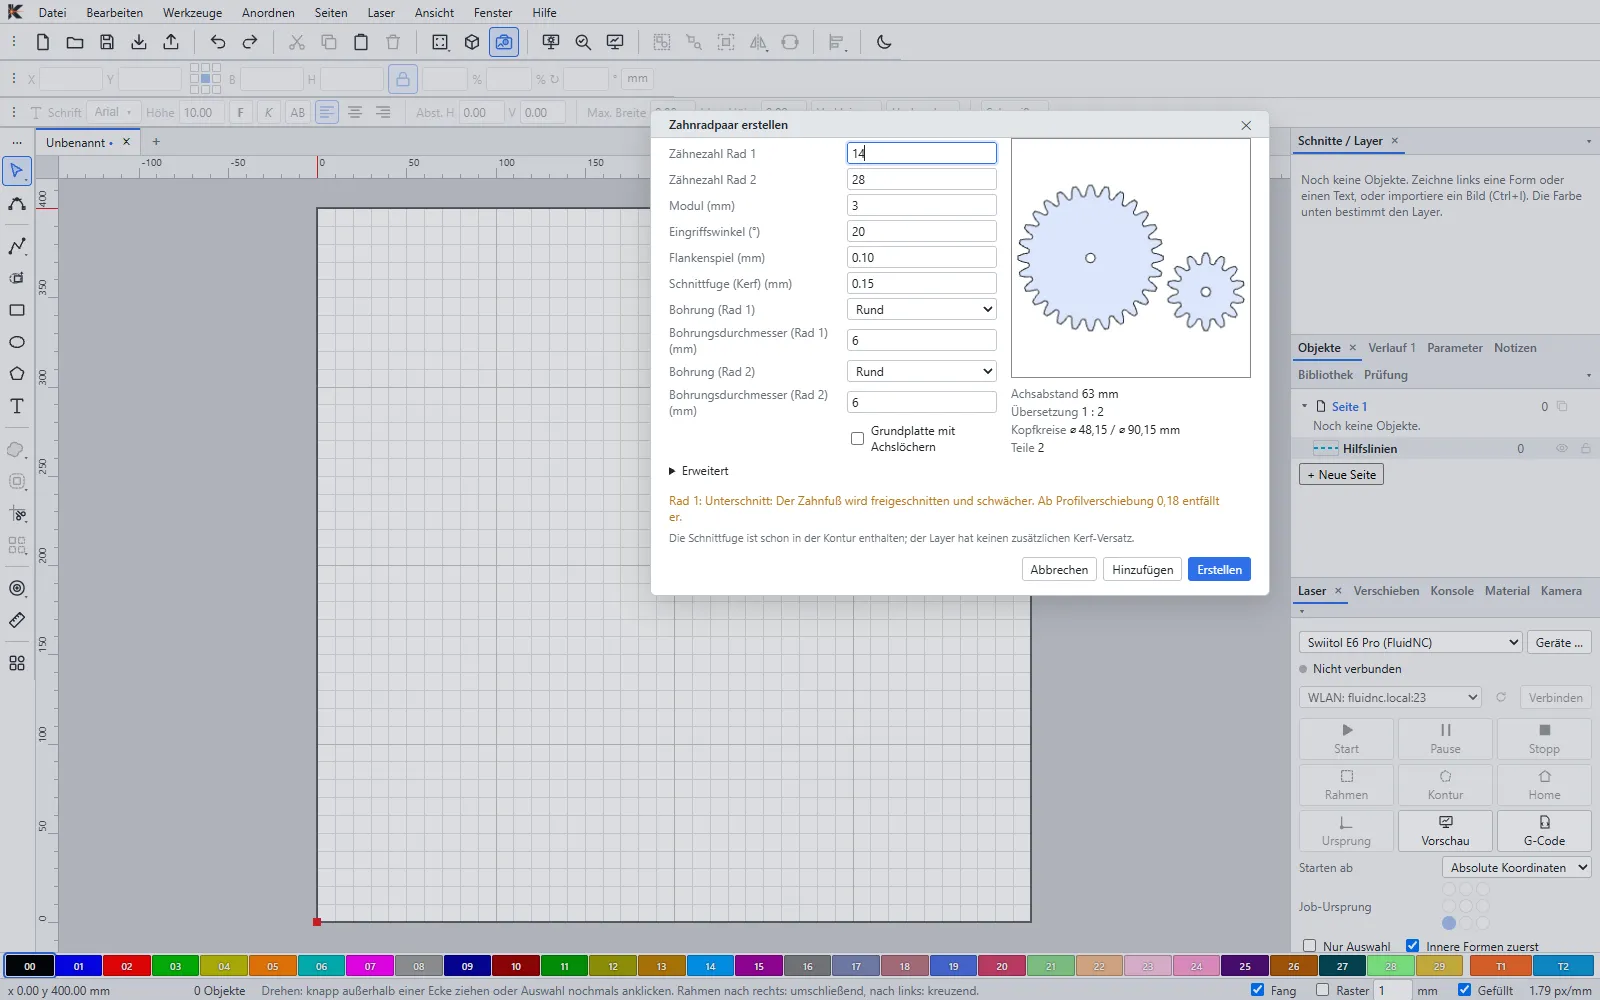 Datei Bearbeiten Werkzeuge Anordnen Seiten Laser Ansicht Fenster Hilfe
X Y B H % % ° mm
Schrift Arial Höhe 10.00 F K AB Abst. H 0.00 V 0.00 Max. Breite
Unbenannt • × +
-100 -50 0 50 100 150
400
350
300
250
200
150
100
50
0
Zahnradpaar erstellen
Zähnezahl Rad 1 14
Zähnezahl Rad 2 28
Modul (mm) 3
Eingriffswinkel (°) 20
Flankenspiel (mm) 0.10
Schnittfuge (Kerf) (mm) 0.15
Bohrung (Rad 1) Rund
Bohrungsdurchmesser (Rad 1) (mm) 6
Bohrung (Rad 2) Rund
Bohrungsdurchmesser (Rad 2) (mm) 6
Grundplatte mit Achslöchern
Achsabstand 63 mm
Übersetzung 1 : 2
Kopfkreise ⌀ 48,15 / ⌀ 90,15 mm
Teile 2
Erweitert
Rad 1: Unterschnitt: Der Zahnfuß wird freigeschnitten und schwächer. Ab Profilverschiebung 0,18 entfällt
er.
Die Schnittfuge ist schon in der Kontur enthalten; der Layer hat keinen zusätzlichen Kerf-Versatz.
Abbrechen Hinzufügen Erstellen
Schnitte / Layer ×
Noch keine Objekte. Zeichne links eine Form oder
einen Text, oder importiere ein Bild (Ctrl+I). Die Farbe
unten bestimmt den Layer.
Objekte × Verlauf 1 Parameter Notizen
Bibliothek Prüfung
Seite 1 0
Noch keine Objekte.
Hilfslinien 0
+ Neue Seite
Laser × Verschieben Konsole Material Kamera
Swiitol E6 Pro (FluidNC) Geräte ...
Nicht verbunden
WLAN: fluidnc.local:23 Verbinden
Start Pause Stopp
Rahmen Kontur Home
Ursprung Vorschau G-Code
Starten ab Absolute Koordinaten
Job-Ursprung
Nur Auswahl Innere Formen zuerst
00 01 02 03 04 05 06 07 08 09 10 11 12 13 14 15 16 17 18 19 20 21 22 23 24 25 26 27 28 29 T1 T2
x 0.00 y 400.00 mm 0 Objekte Drehen: knapp außerhalb einer Ecke ziehen oder Auswahl nochmals anklicken. Rahmen nach rechts: umschließend, nach links: kreuzend. Fang Raster 1 mm Gefüllt 1.79 px/mm